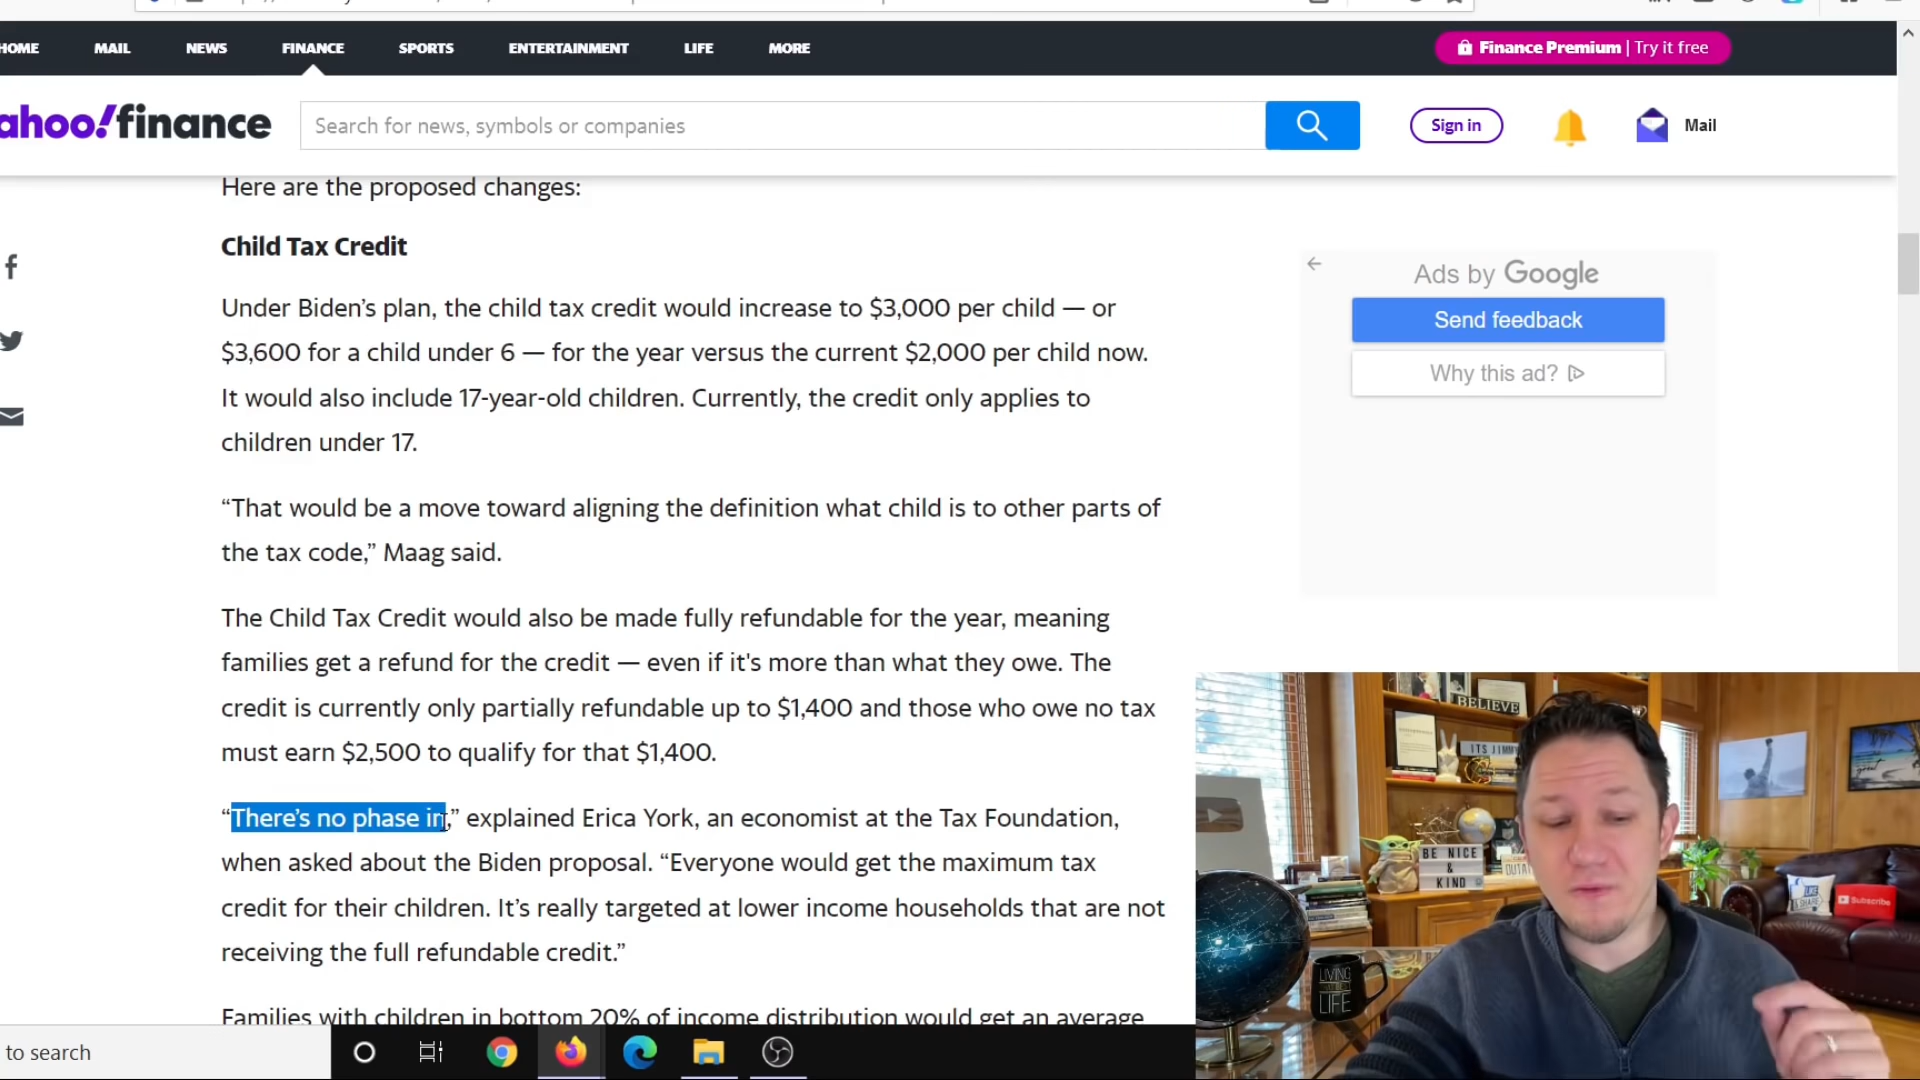 HOME
MAIL
NEWS
FINANCE
SPORTS
ENTERTAINMENT
LIFE
MORE
Finance Premium | Try it free
ahoo!finance
Search for news, symbols or companies
Sign in
Mail
Here are the proposed changes:
Child Tax Credit
Under Biden’s plan, the child tax credit would increase to $3,000 per child — or
$3,600 for a child under 6 — for the year versus the current $2,000 per child now.
It would also include 17-year-old children. Currently, the credit only applies to
children under 17.
“That would be a move toward aligning the definition what child is to other parts of
the tax code,” Maag said.
The Child Tax Credit would also be made fully refundable for the year, meaning
families get a refund for the credit — even if it's more than what they owe. The
credit is currently only partially refundable up to $1,400 and those who owe no tax
must earn $2,500 to qualify for that $1,400.
“There’s no phase in,” explained Erica York, an economist at the Tax Foundation,
when asked about the Biden proposal. “Everyone would get the maximum tax
credit for their children. It’s really targeted at lower income households that are not
receiving the full refundable credit.”
Families with children in bottom 20% of income distribution would get an average
Ads by Google
Send feedback
Why this ad?
BELIEVE
ITS JIMMY
BE NICE
&
KIND
LIVING
LIFE
great
LIKE
& SHARE
Subscribe
to search